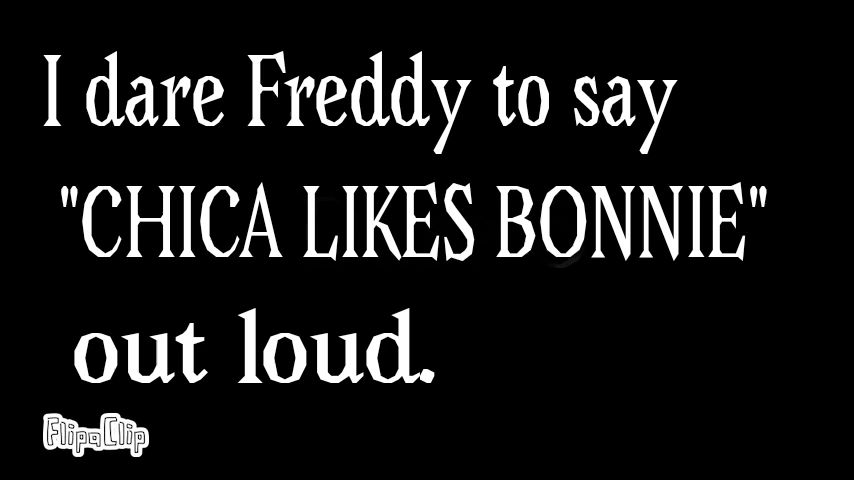 I dare Freddy to say
"CHICA LIKES BONNIE"
out loud.
FlipaClip